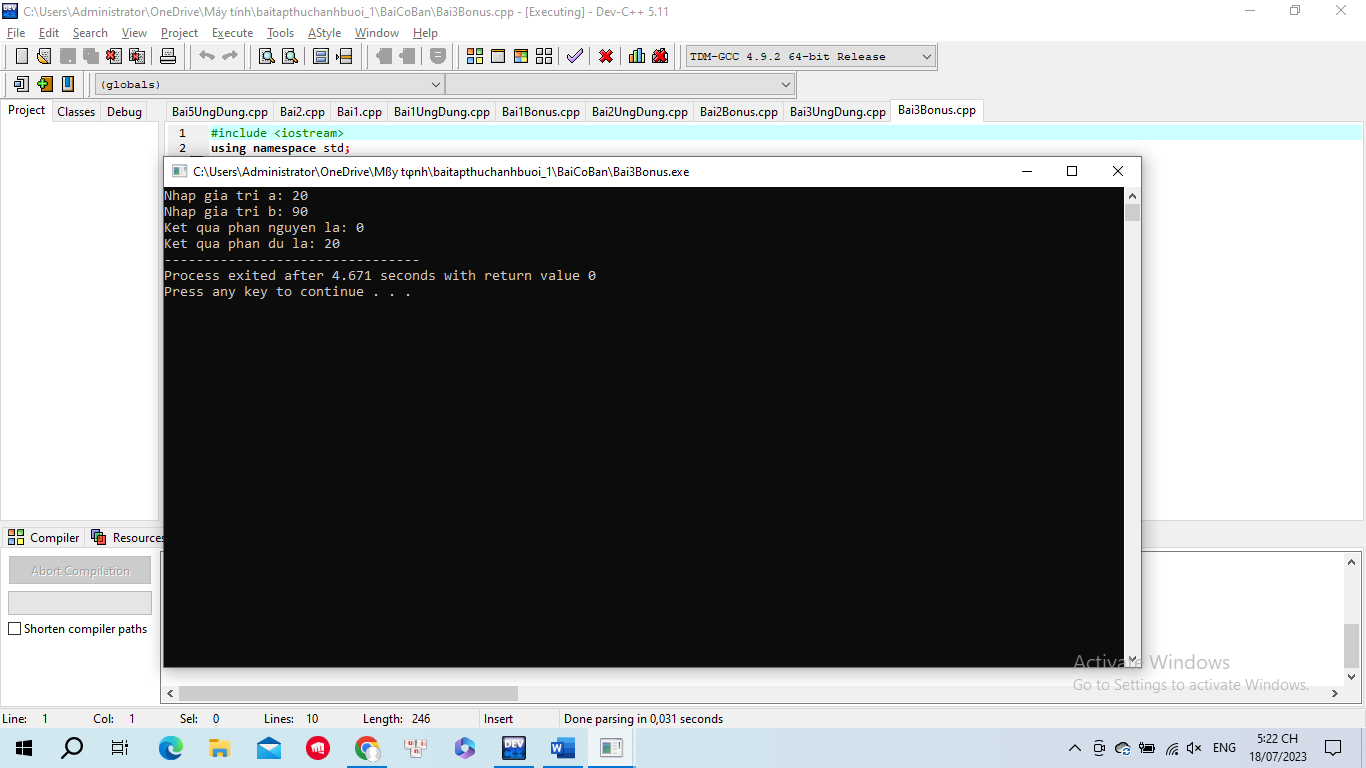 C:\Users\Administrator\OneDrive\Máy tính\baitapthuchanhbuoi_1\BaiCoBan\Bai3Bonus.cpp - [Executing] - Dev-C++ 5.11
File Edit Search View Project Execute Tools AStyle Window Help
TDM-GCC 4.9.2 64-bit Release
(globals)
Project Classes Debug Bai5UngDung.cpp Bai2.cpp Bai1.cpp Bai1UngDung.cpp Bai1Bonus.cpp Bai2UngDung.cpp Bai2Bonus.cpp Bai3UngDung.cpp Bai3Bonus.cpp
1 #include <iostream>
2 using namespace std;
C:\Users\Administrator\OneDrive\Mßy tφnh\baitapthuchanhbuoi_1\BaiCoBan\Bai3Bonus.exe
Nhap gia tri a: 20
Nhap gia tri b: 90
Ket qua phan nguyen la: 0
Ket qua phan du la: 20
--------------------------------
Process exited after 4.671 seconds with return value 0
Press any key to continue . . .
Compiler Resources
Abort Compilation
Shorten compiler paths
Activate Windows
Go to Settings to activate Windows.
Line: 1 Col: 1 Sel: 0 Lines: 10 Length: 246 Insert Done parsing in 0,031 seconds
DEV
W
ENG
5:22 CH
18/07/2023